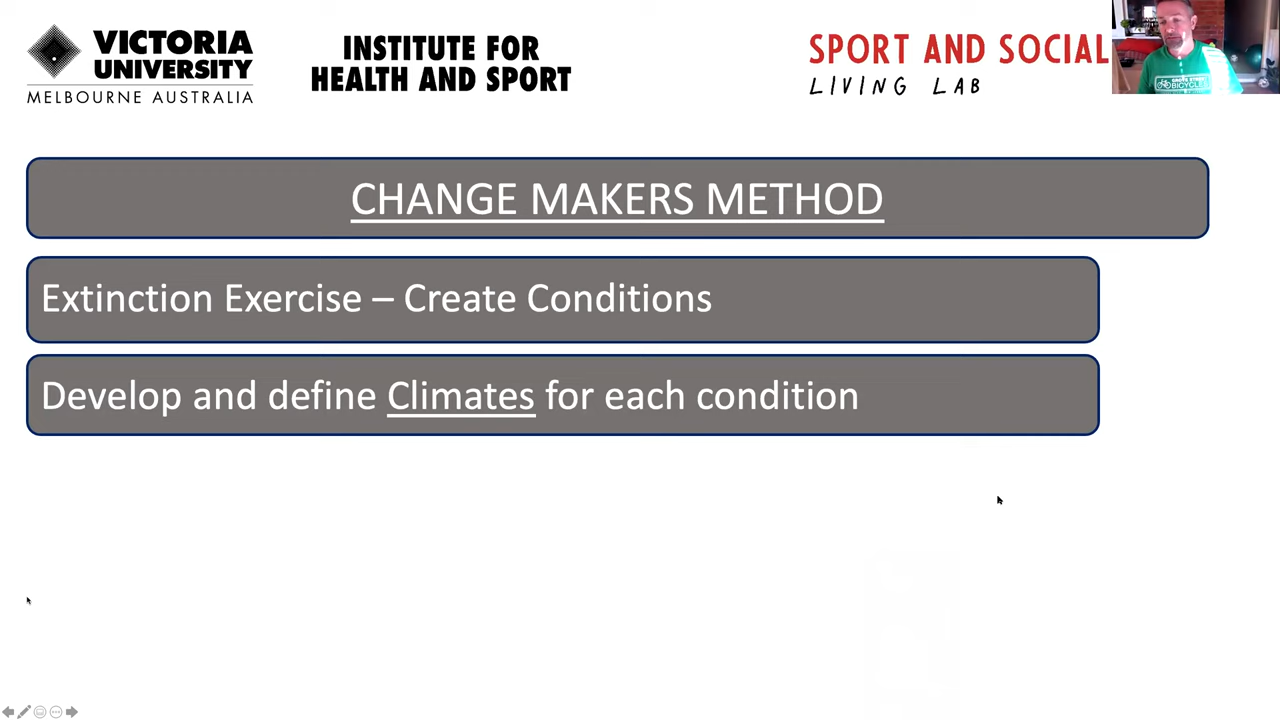 VICTORIA
UNIVERSITY
MELBOURNE AUSTRALIA
INSTITUTE FOR
HEALTH AND SPORT
SPORT AND SOCIAL
LIVING LAB
BICYCLE
CHANGE MAKERS METHOD
Extinction Exercise – Create Conditions
Develop and define Climates for each condition